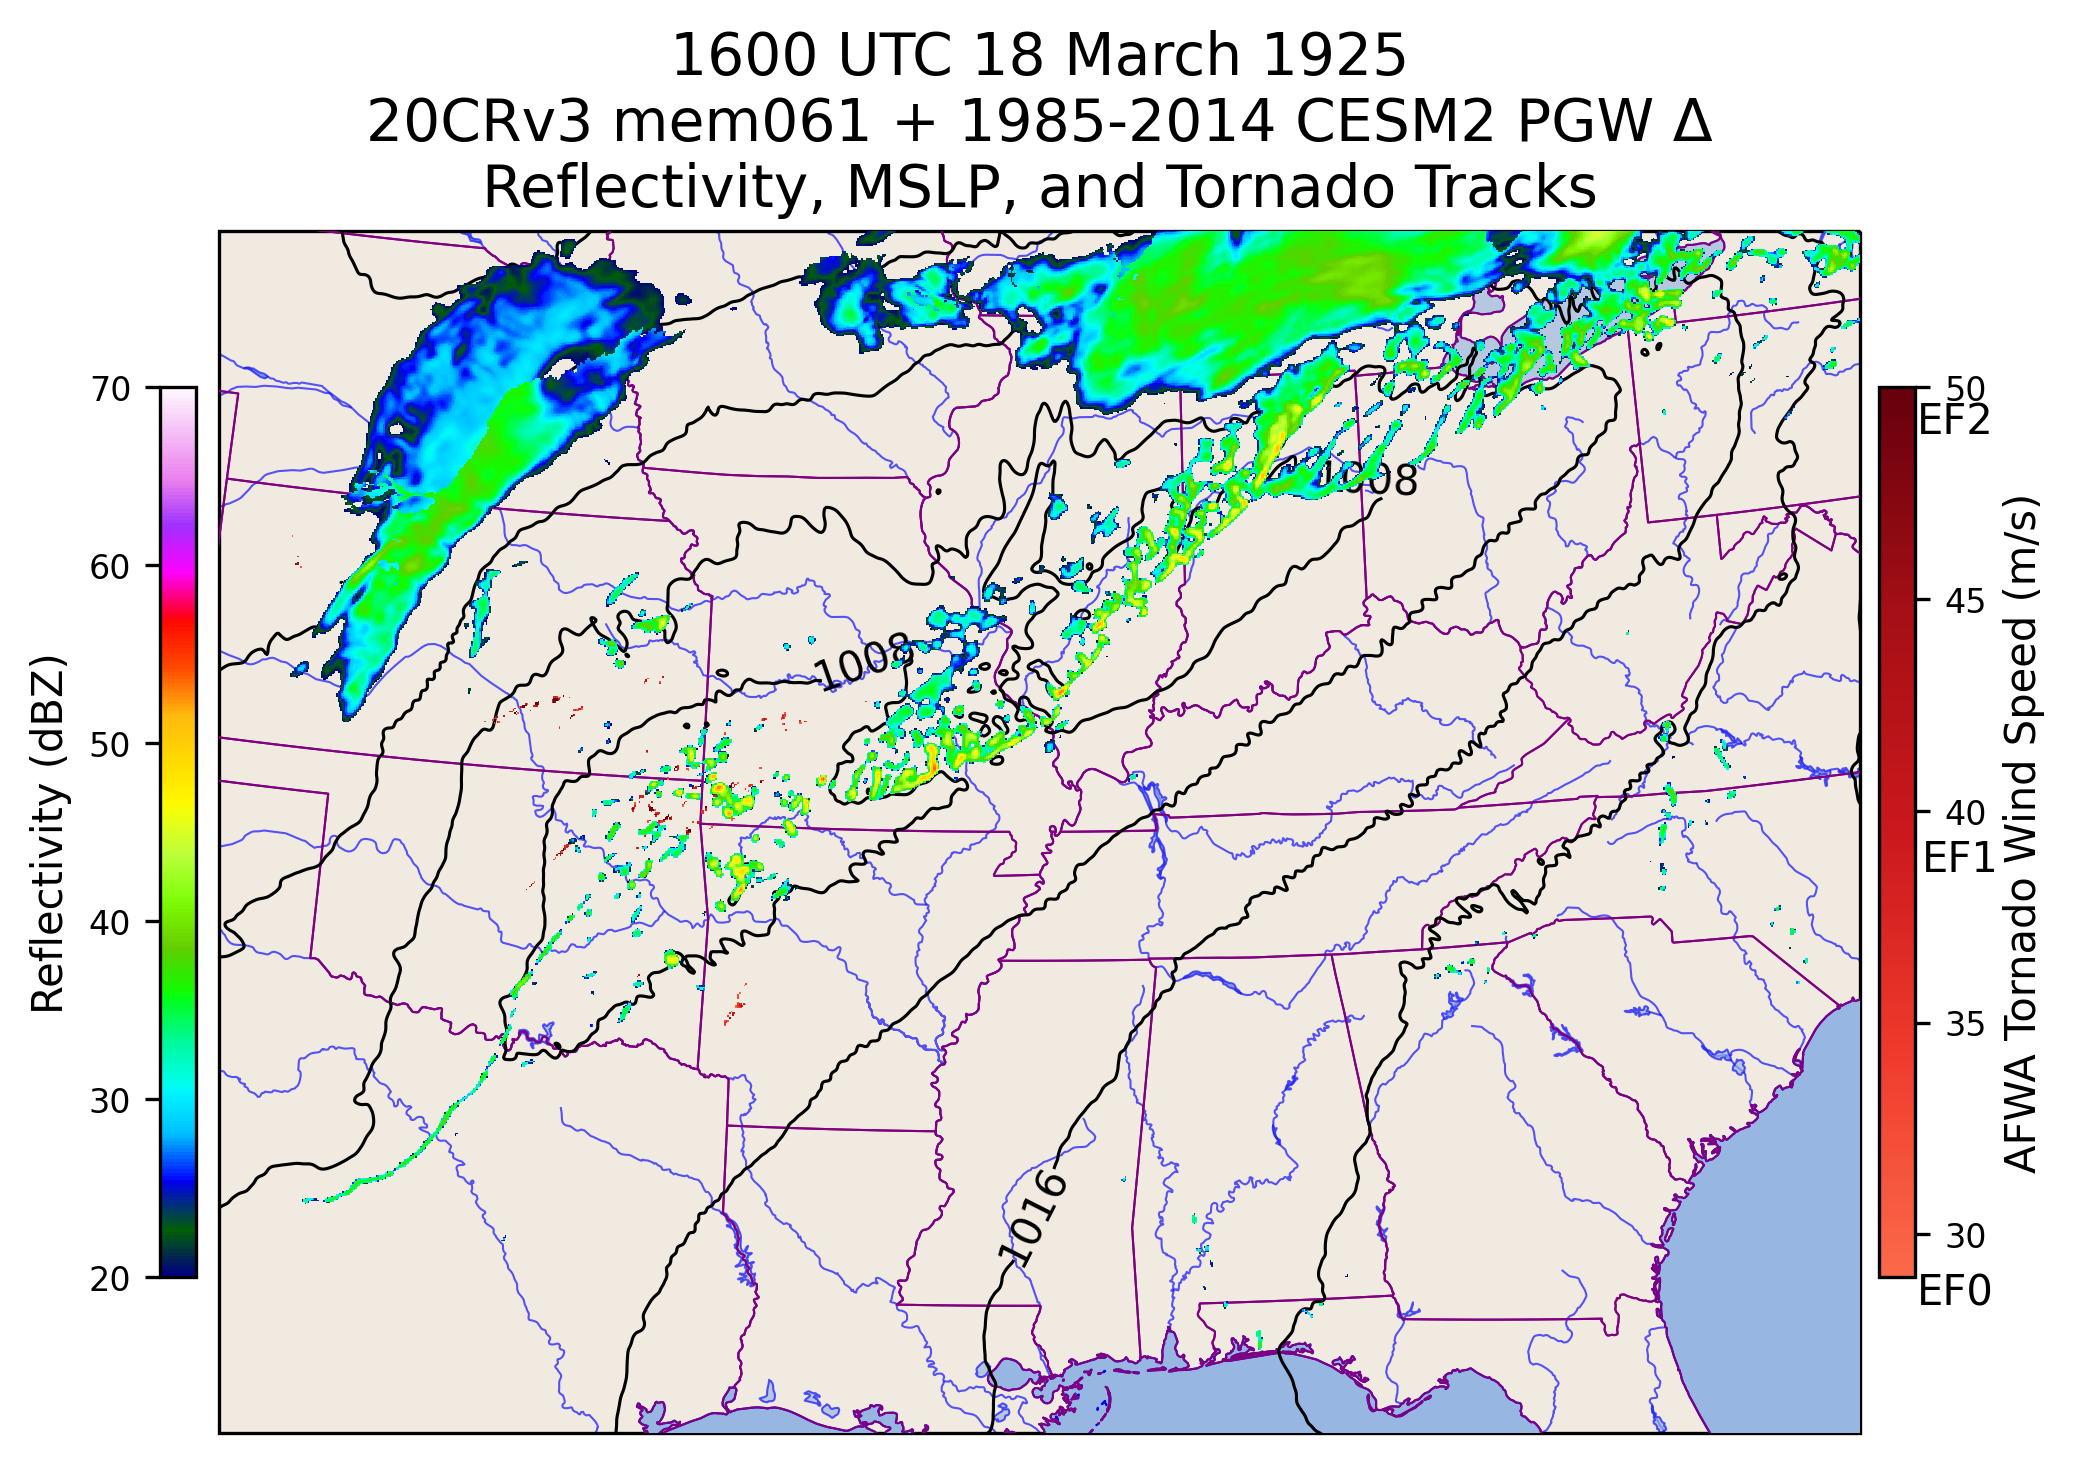 1600 UTC 18 March 1925
20CRv3 mem061 + 1985-2014 CESM2 PGW Δ
Reflectivity, MSLP, and Tornado Tracks
Reflectivity (dBZ)
70
60
50
40
30
20
1008
1008
1016
50
EF2
45
40
EF1
35
30
EF0
AFWA Tornado Wind Speed (m/s)